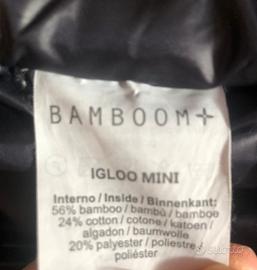 BAMBOOM
IGLOO MINI
Interno / Inside / Binnenkant:
56% bamboo / bambù / bamboe
24% cotton / cotone / katoen /
algodon / baumwolle
20% palyester / poliestre /
poliéster